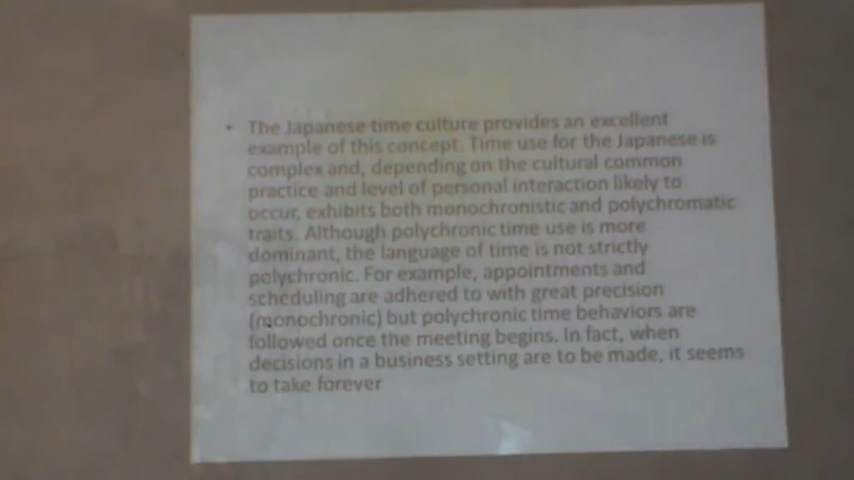 • The Japanese time culture provides an excellent
example of this concept. Time use for the Japanese is
complex and, depending on the cultural common
practice and level of personal interaction likely to
occur, exhibits both monochronistic and polychromatic
traits. Although polychronic time use is more
dominant, the language of time is not strictly
polychronic. For example, appointments and
scheduling are adhered to with great precision
(monochronic) but polychronic time behaviors are
followed once the meeting begins. In fact, when
decisions in a business setting are to be made, it seems
to take forever